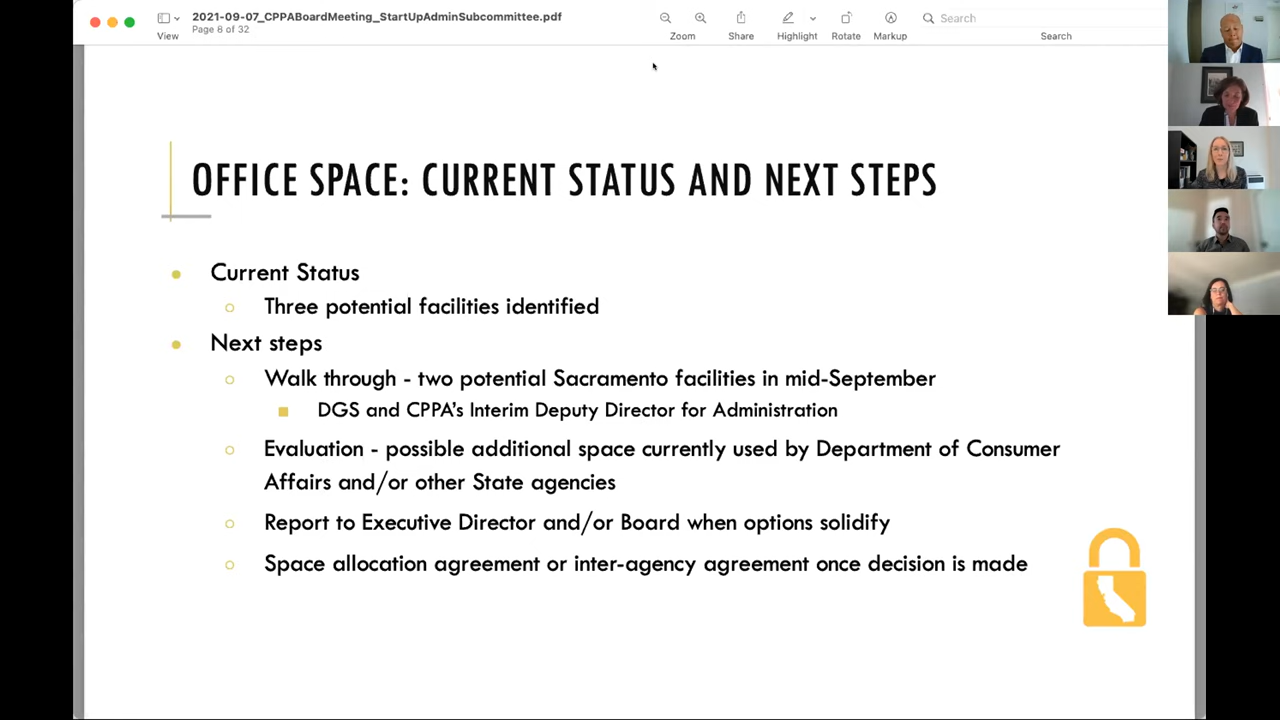 2021-09-07_CPPABoardMeeting_StartUpAdminSubcommittee.pdf
Page 8 of 32
View
Zoom
Share
Highlight
Rotate
Markup
Search
Search
OFFICE SPACE: CURRENT STATUS AND NEXT STEPS
Current Status
Three potential facilities identified
Next steps
Walk through - two potential Sacramento facilities in mid-September
DGS and CPPA's Interim Deputy Director for Administration
Evaluation - possible additional space currently used by Department of Consumer
Affairs and/or other State agencies
Report to Executive Director and/or Board when options solidify
Space allocation agreement or inter-agency agreement once decision is made